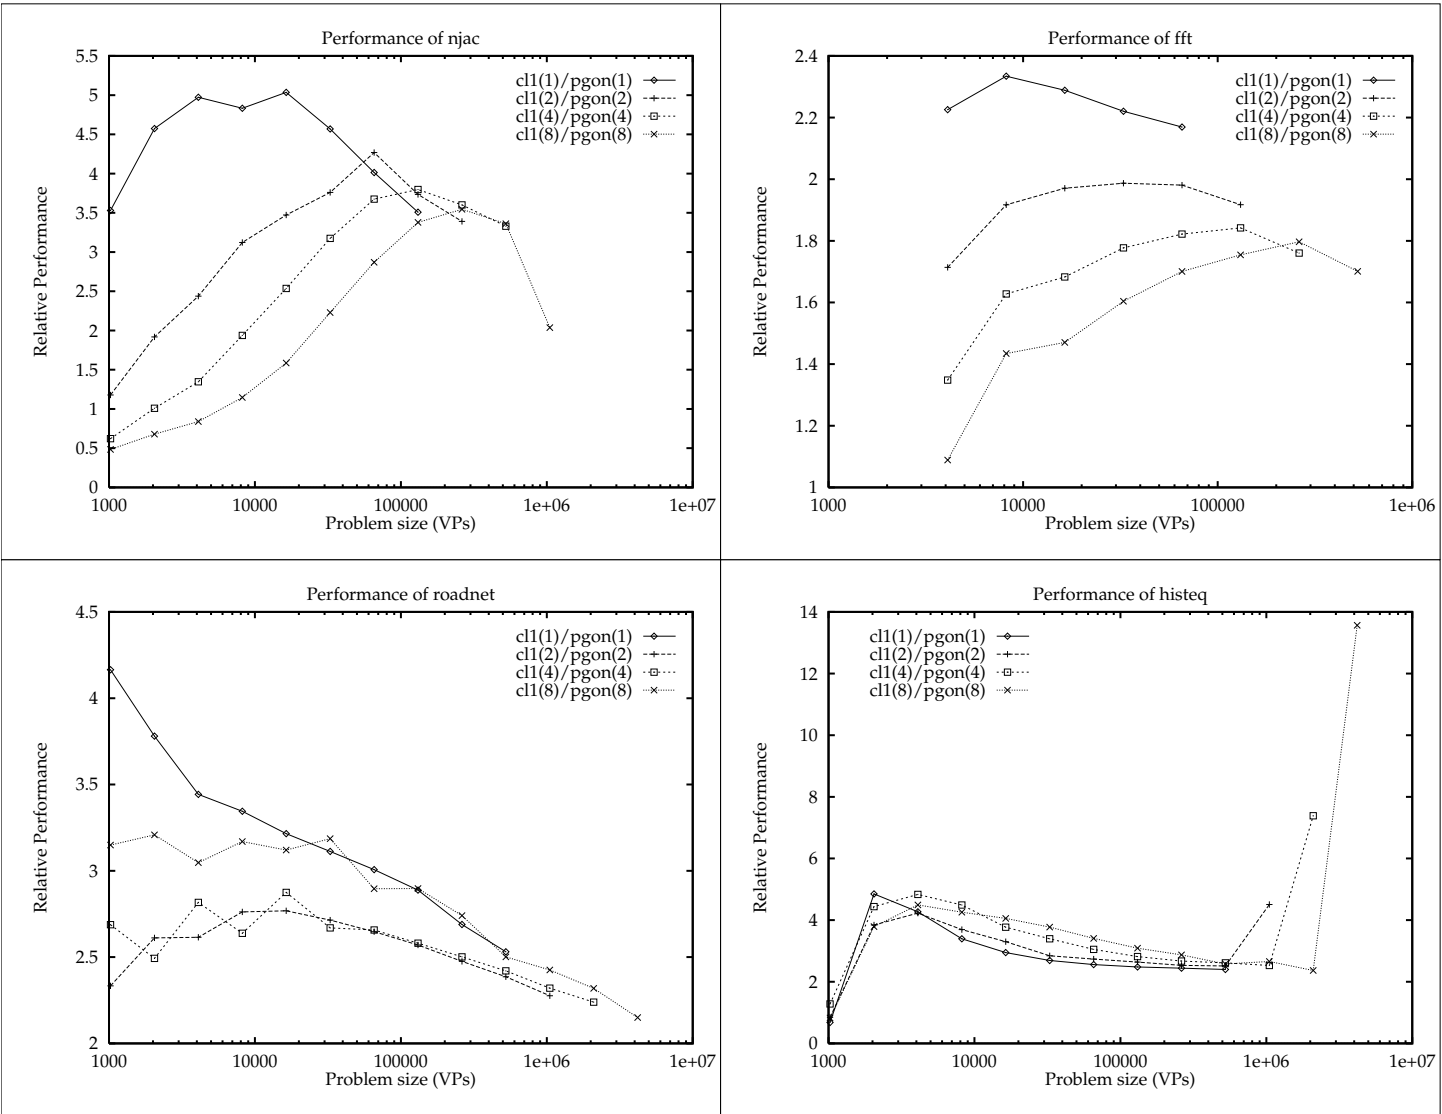 Performance of njac
5.5
5
4.5
4
3.5
3
2.5
2
1.5
1
0.5
0
Relative Performance
cl1(1)/pgon(1)
cl1(2)/pgon(2)
cl1(4)/pgon(4)
cl1(8)/pgon(8)
1000 10000 100000 1e+06 1e+07
Problem size (VPs)
Performance of fft
2.4
2.2
2
1.8
1.6
1.4
1.2
1
Relative Performance
cl1(1)/pgon(1)
cl1(2)/pgon(2)
cl1(4)/pgon(4)
cl1(8)/pgon(8)
1000 10000 100000 1e+06
Problem size (VPs)
Performance of roadnet
4.5
4
3.5
3
2.5
2
Relative Performance
cl1(1)/pgon(1)
cl1(2)/pgon(2)
cl1(4)/pgon(4)
cl1(8)/pgon(8)
1000 10000 100000 1e+06 1e+07
Problem size (VPs)
Performance of histeq
14
12
10
8
6
4
2
0
Relative Performance
cl1(1)/pgon(1)
cl1(2)/pgon(2)
cl1(4)/pgon(4)
cl1(8)/pgon(8)
1000 10000 100000 1e+06 1e+07
Problem size (VPs)